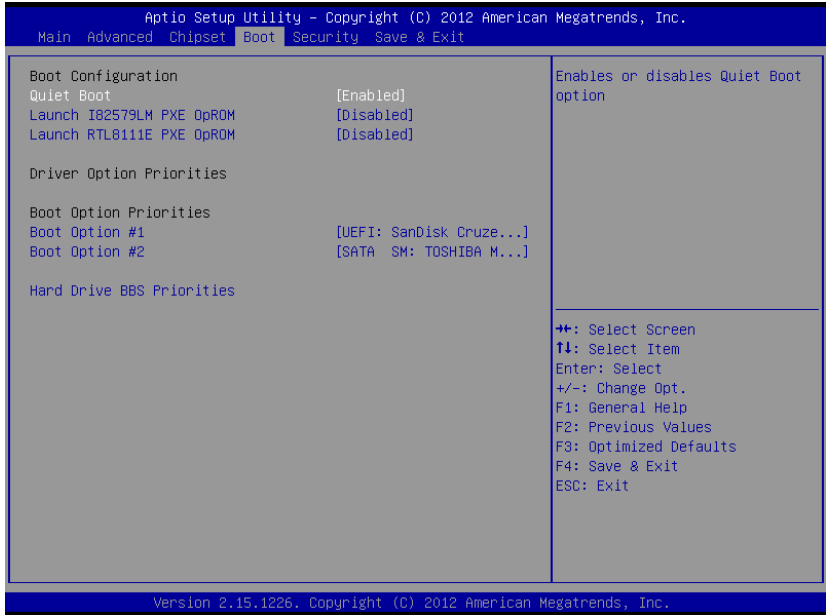 Aptio Setup Utility – Copyright (C) 2012 American Megatrends, Inc.
Main Advanced Chipset Boot Security Save & Exit
Boot Configuration
Quiet Boot [Enabled]
Launch I82579LM PXE OpROM [Disabled]
Launch RTL8111E PXE OpROM [Disabled]
Driver Option Priorities
Boot Option Priorities
Boot Option #1 [UEFI: SanDisk Cruze...]
Boot Option #2 [SATA SM: TOSHIBA M...]
Hard Drive BBS Priorities
Enables or disables Quiet Boot
option
→←: Select Screen
↑↓: Select Item
Enter: Select
+/-: Change Opt.
F1: General Help
F2: Previous Values
F3: Optimized Defaults
F4: Save & Exit
ESC: Exit
Version 2.15.1226. Copyright (C) 2012 American Megatrends, Inc.